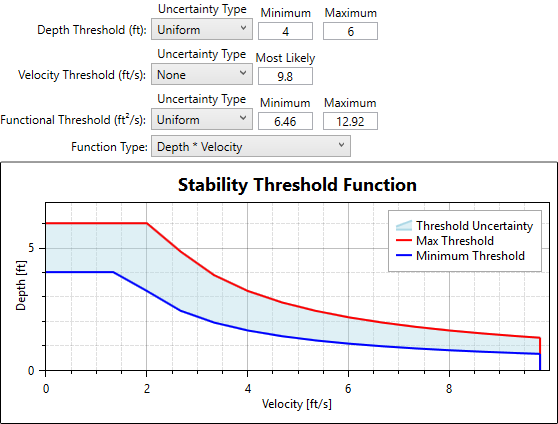 Uncertainty Type Minimum Maximum
Depth Threshold (ft): Uniform 4 6
Uncertainty Type Most Likely
Velocity Threshold (ft/s): None 9.8
Uncertainty Type Minimum Maximum
Functional Threshold (ft²/s): Uniform 6.46 12.92
Function Type: Depth * Velocity
Stability Threshold Function
Threshold Uncertainty
Max Threshold
Minimum Threshold
Depth [ft]
5
0
0 2 4 6 8
Velocity [ft/s]